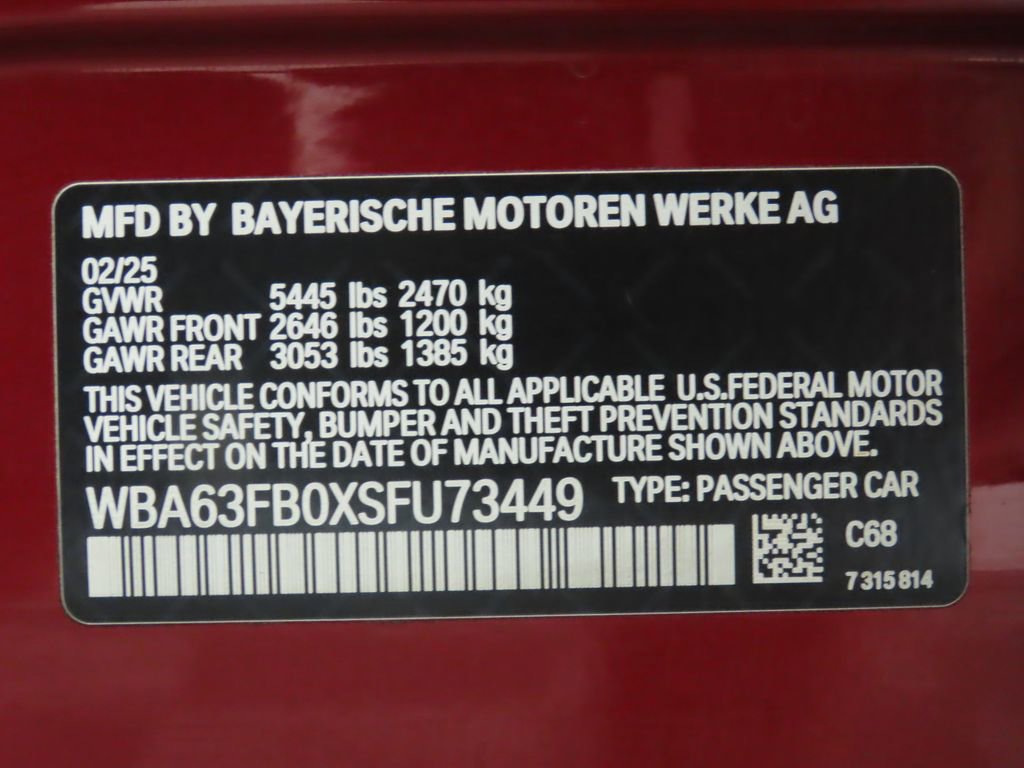 MFD BY BAYERISCHE MOTOREN WERKE AG
02/25
GVWR 5445 lbs 2470 kg
GAWR FRONT 2646 lbs 1200 kg
GAWR REAR 3053 lbs 1385 kg
THIS VEHICLE CONFORMS TO ALL APPLICABLE U.S.FEDERAL MOTOR
VEHICLE SAFETY, BUMPER AND THEFT PREVENTION STANDARDS
IN EFFECT ON THE DATE OF MANUFACTURE SHOWN ABOVE.
WBA63FB0XSFU73449 TYPE: PASSENGER CAR
C68
7 315 814